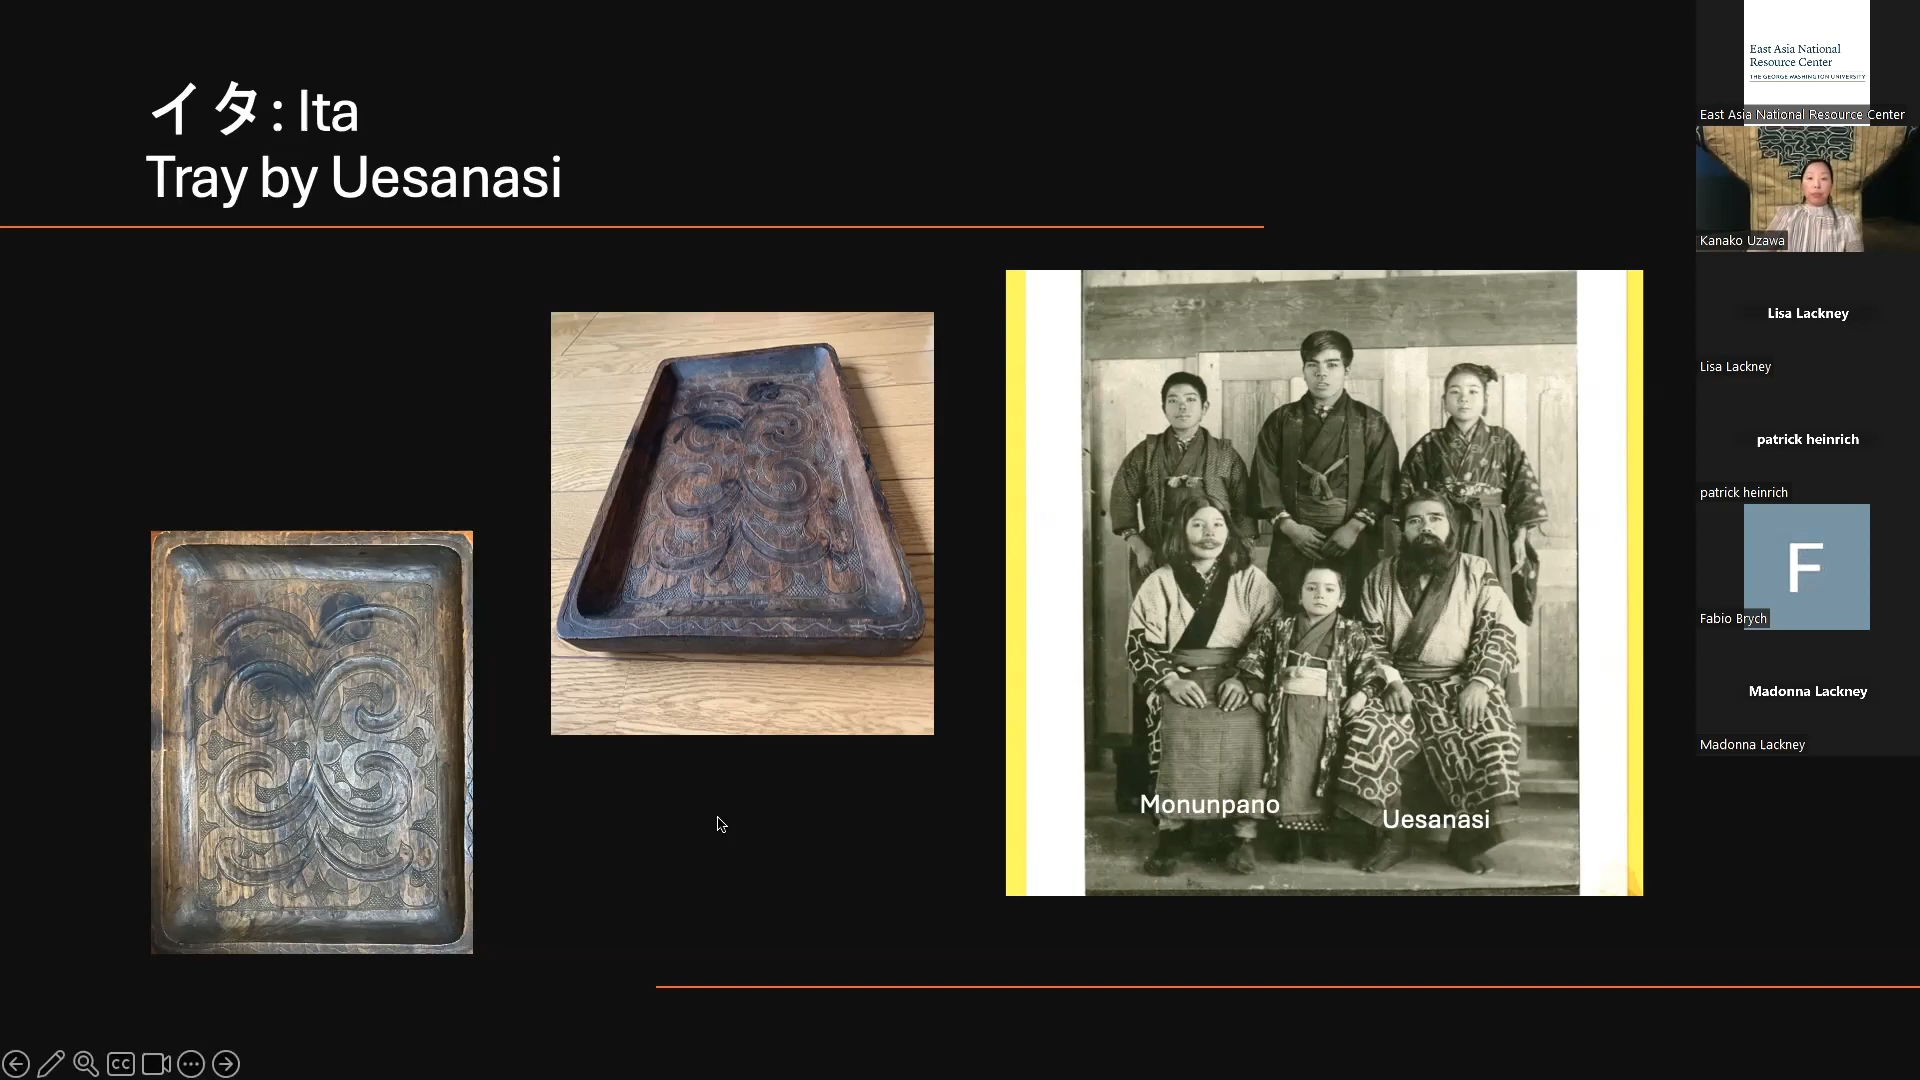 イタ: Ita
Tray by Uesanasi
Monunpano
Uesanasi
East Asia National
Resource Center
THE GEORGE WASHINGTON UNIVERSITY
East Asia National Resource Center
Kanako Uzawa
Lisa Lackney
Lisa Lackney
patrick heinrich
patrick heinrich
F
Fabio Brych
Madonna Lackney
Madonna Lackney
CC